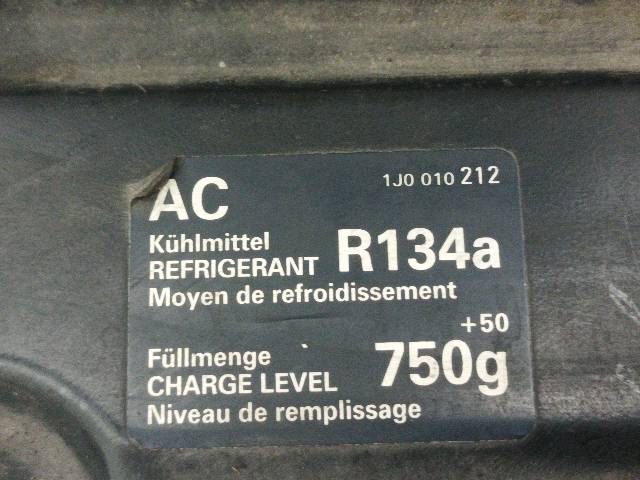 AC 1J0 010 212
Kühlmittel
REFRIGERANT R134a
Moyen de refroidissement
+50
Füllmenge
CHARGE LEVEL 750g
Niveau de remplissage